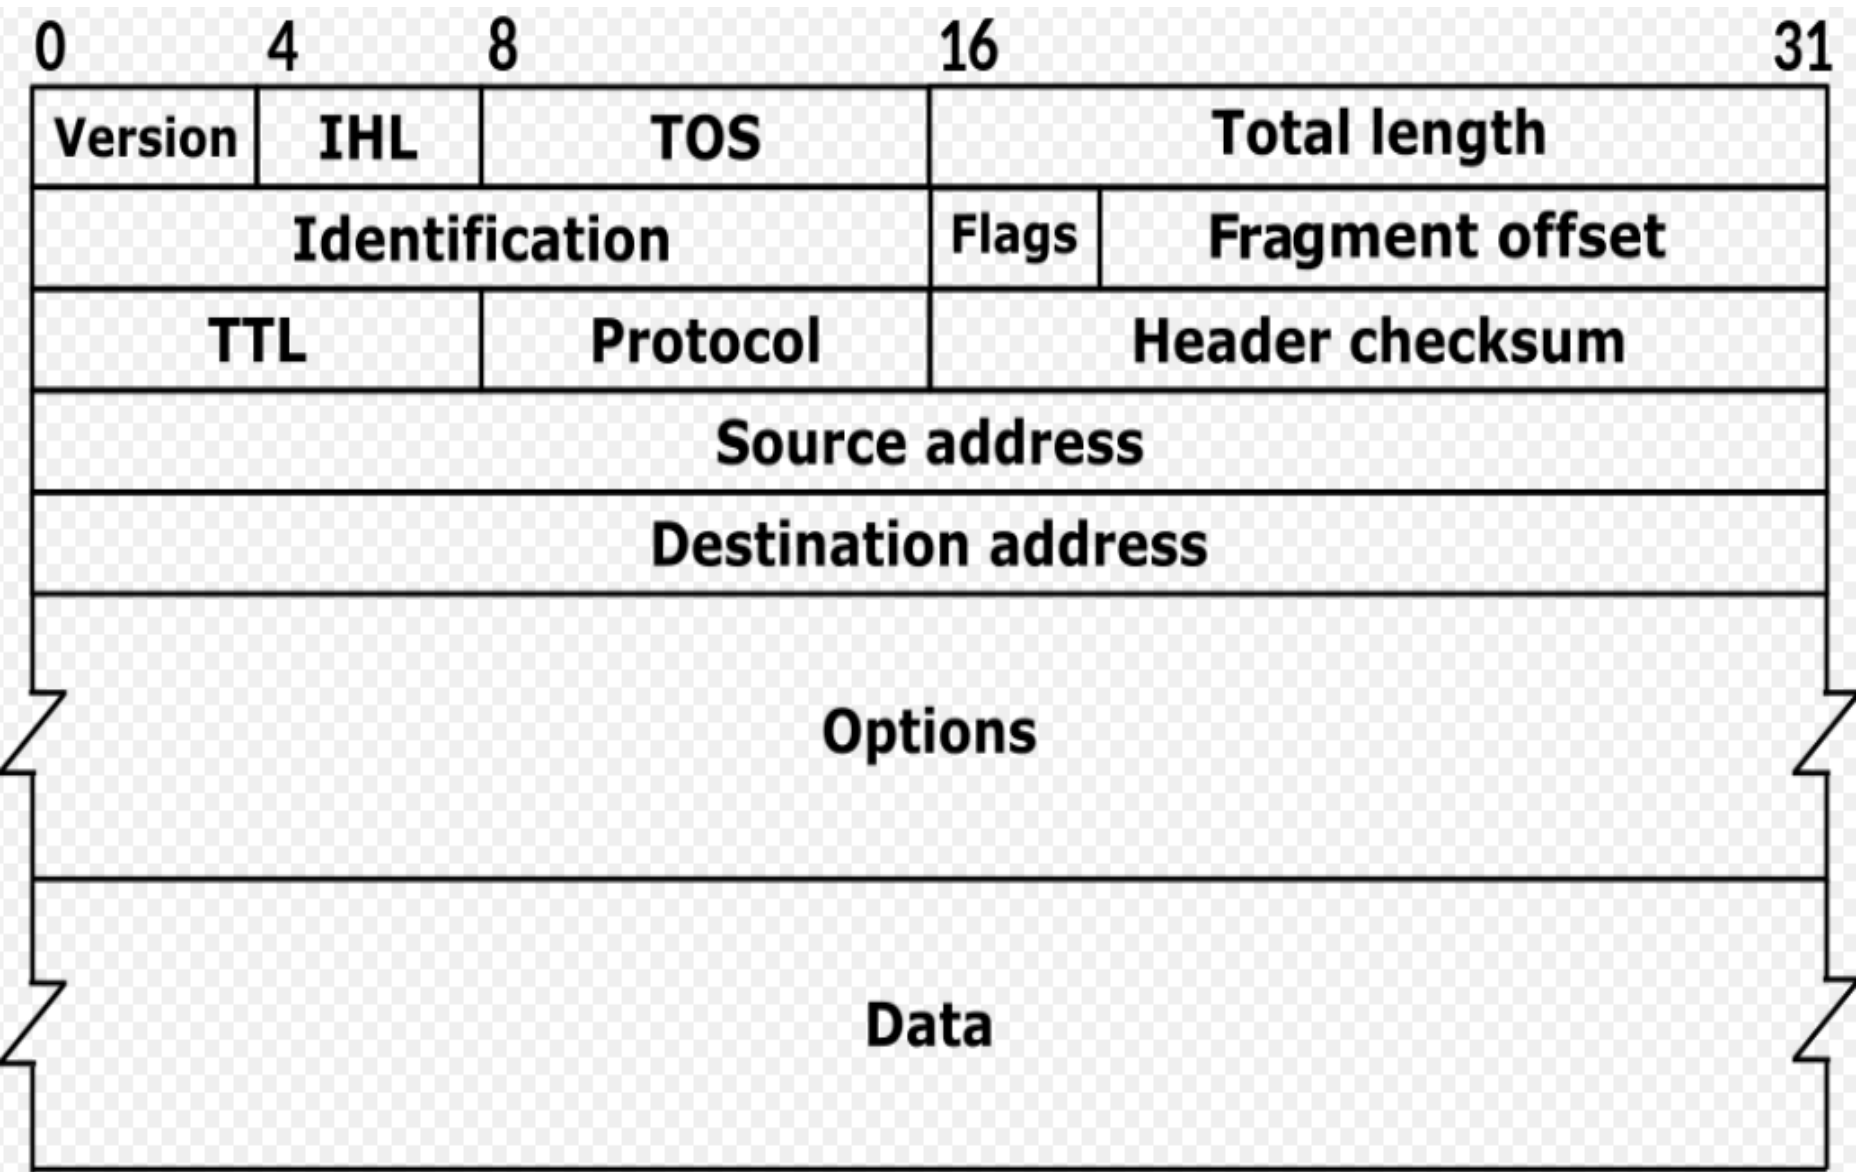 0 4 8 16 31
Version IHL TOS Total length
Identification Flags Fragment offset
TTL Protocol Header checksum
Source address
Destination address
Options
Data